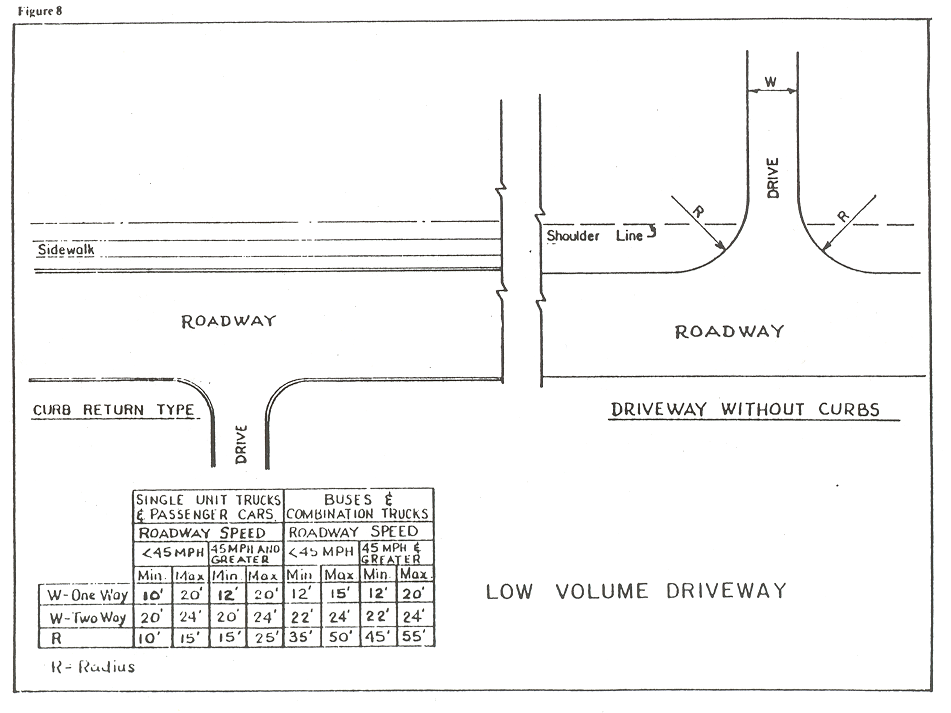 Figure 8
W
DRIVE
R
R
Shoulder Line
Sidewalk
ROADWAY
ROADWAY
CURB RETURN TYPE
DRIVEWAY WITHOUT CURBS
DRIVE
SINGLE UNIT TRUCKS & PASSENGER CARS
BUSES & COMBINATION TRUCKS
ROADWAY SPEED ROADWAY SPEED
<45 MPH 45 MPH AND GREATER <45 MPH 45 MPH & GREATER
Min. Max Min. Max Min Max Min. Max.
W-One Way 10' 20' 12' 20' 12' 15' 12' 20'
W-Two Way 20' 24' 20' 24' 22' 24' 22' 24'
R 10' 15' 15' 25' 35' 50' 45' 55'
R-Radius
LOW VOLUME DRIVEWAY